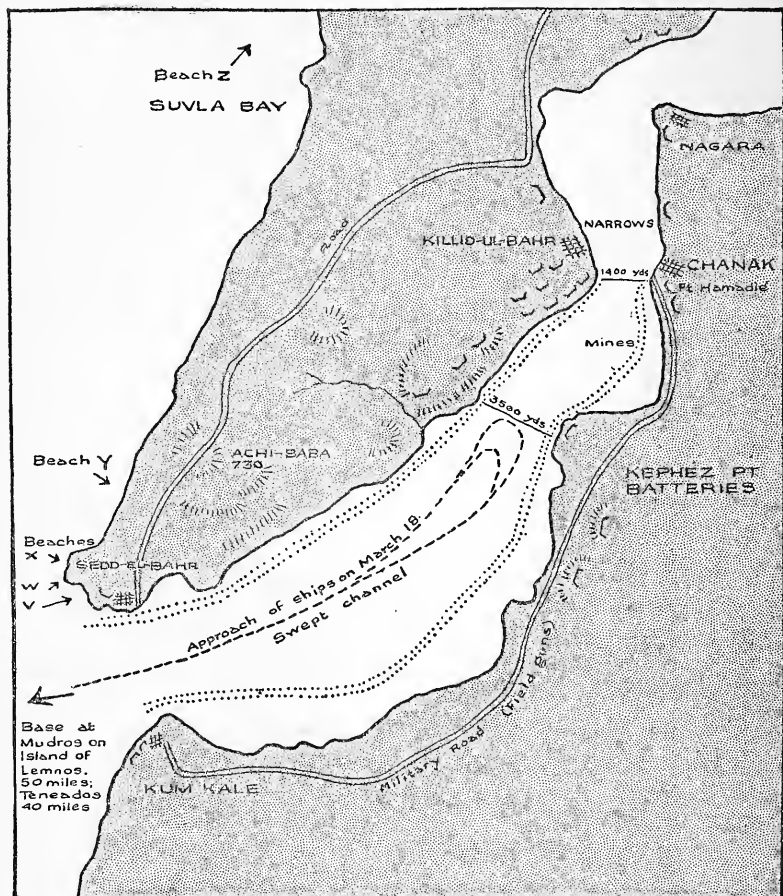 Beach Z
SUVLA BAY
NAGARA
Road
NARROWS
KILLID-UL-BAHR
CHANAK
1400 yds
Ft Hamadie
Mines
3500 yds
ACHI-BABA
730
Beach Y
KEPHEZ PT
BATTERIES
Beaches
X
SEDD-EL-BAHR
W
V
Approach of ships on March 18.
Swept channel
Base at
Mudros on
Island of
Lemnos.
50 miles;
Teneados
40 miles
KUM KALE
Military Road (Field Guns)